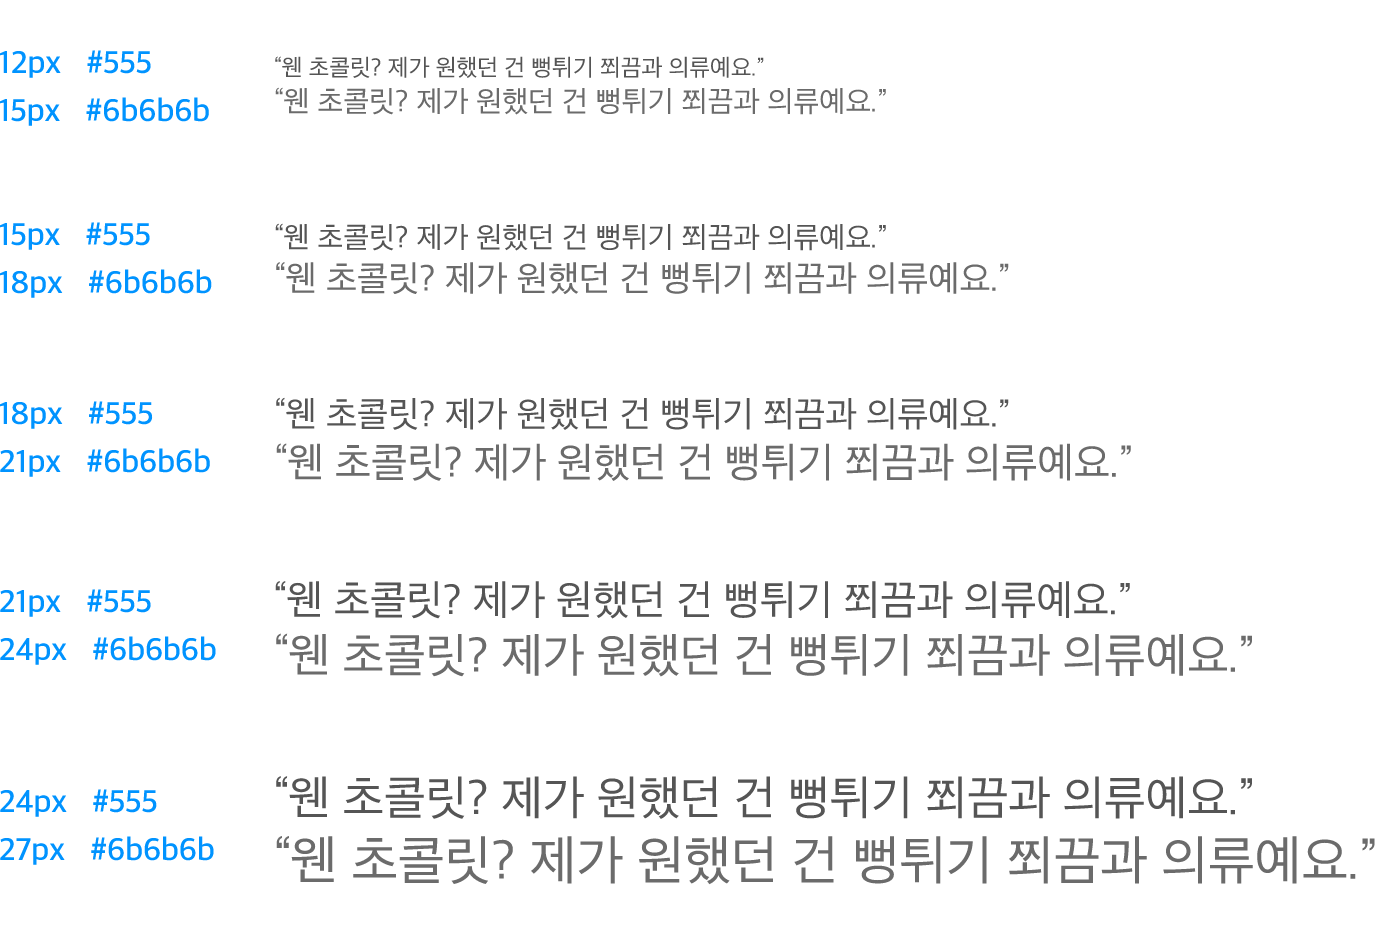 12px #555 “웬 초콜릿? 제가 원했던 건 뻥튀기 쬐끔과 의류예요.”
15px #6b6b6b “웬 초콜릿? 제가 원했던 건 뻥튀기 쬐끔과 의류예요.”
15px #555 “웬 초콜릿? 제가 원했던 건 뻥튀기 쬐끔과 의류예요.”
18px #6b6b6b “웬 초콜릿? 제가 원했던 건 뻥튀기 쬐끔과 의류예요.”
18px #555 “웬 초콜릿? 제가 원했던 건 뻥튀기 쬐끔과 의류예요.”
21px #6b6b6b “웬 초콜릿? 제가 원했던 건 뻥튀기 쬐끔과 의류예요.”
21px #555 “웬 초콜릿? 제가 원했던 건 뻥튀기 쬐끔과 의류예요.”
24px #6b6b6b “웬 초콜릿? 제가 원했던 건 뻥튀기 쬐끔과 의류예요.”
24px #555 “웬 초콜릿? 제가 원했던 건 뻥튀기 쬐끔과 의류예요.”
27px #6b6b6b “웬 초콜릿? 제가 원했던 건 뻥튀기 쬐끔과 의류예요.”